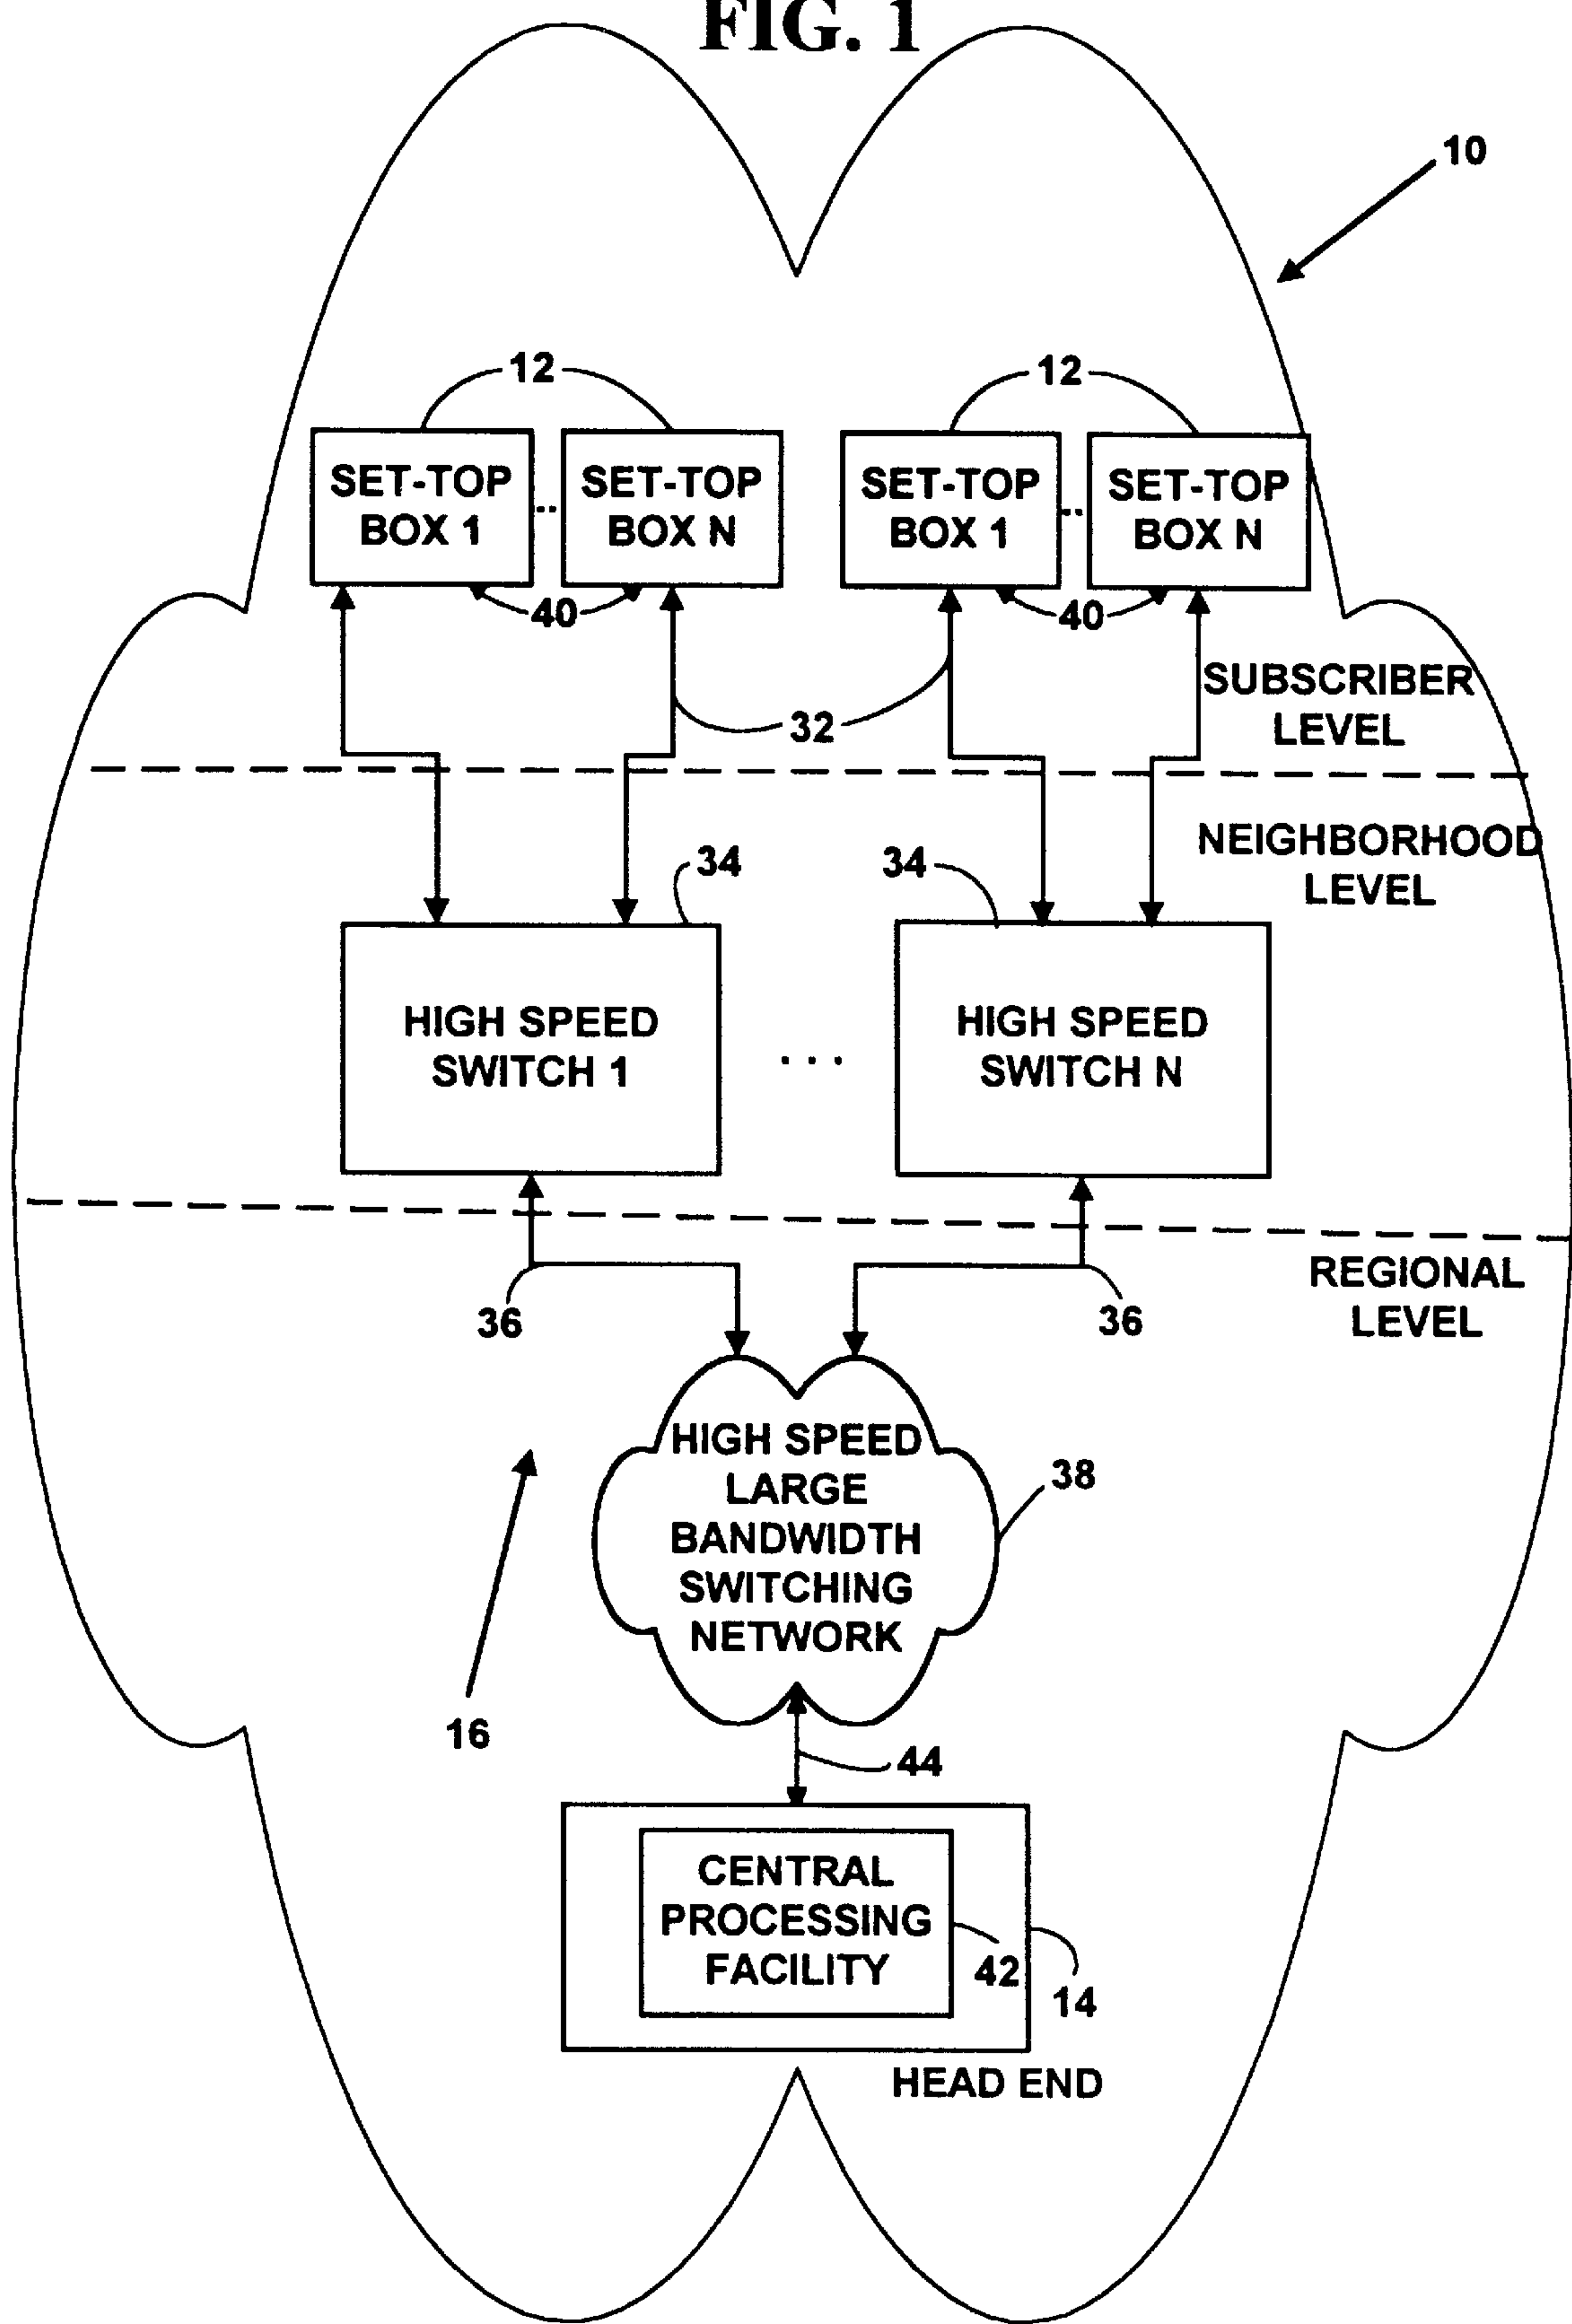 FIG. 1
10
12
12
SET-TOP
BOX 1
SET-TOP
BOX N
SET-TOP
BOX 1
SET-TOP
BOX N
40
40
32
SUBSCRIBER
LEVEL
NEIGHBORHOOD
LEVEL
34
34
HIGH SPEED
SWITCH 1
...
HIGH SPEED
SWITCH N
REGIONAL
LEVEL
36
36
HIGH SPEED
LARGE
BANDWIDTH
SWITCHING
NETWORK
38
16
44
CENTRAL
PROCESSING
FACILITY
42
14
HEAD END